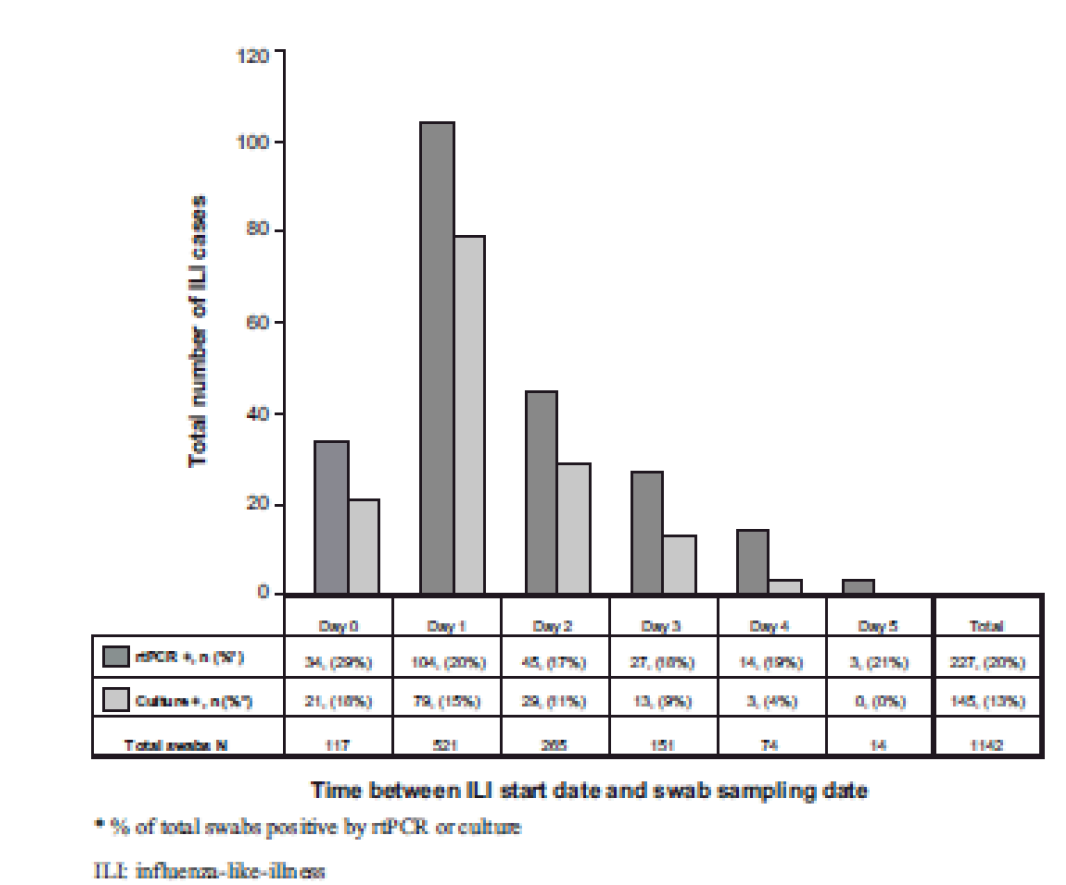 120
100
80
60
40
20
0
Total number of ILI cases
Day 0 Day 1 Day 2 Day 3 Day 4 Day 5 Total
rtPCR +, n (%*) 34, (29%) 104, (20%) 45, (17%) 27, (18%) 14, (19%) 3, (21%) 227, (20%)
Culture +, n (%*) 21, (18%) 79, (15%) 29, (11%) 13, (9%) 3, (4%) 0, (0%) 145, (13%)
Total swabs N 117 521 265 151 74 14 1142
Time between ILI start date and swab sampling date
* % of total swabs positive by rtPCR or culture
ILI: influenza-like-illness